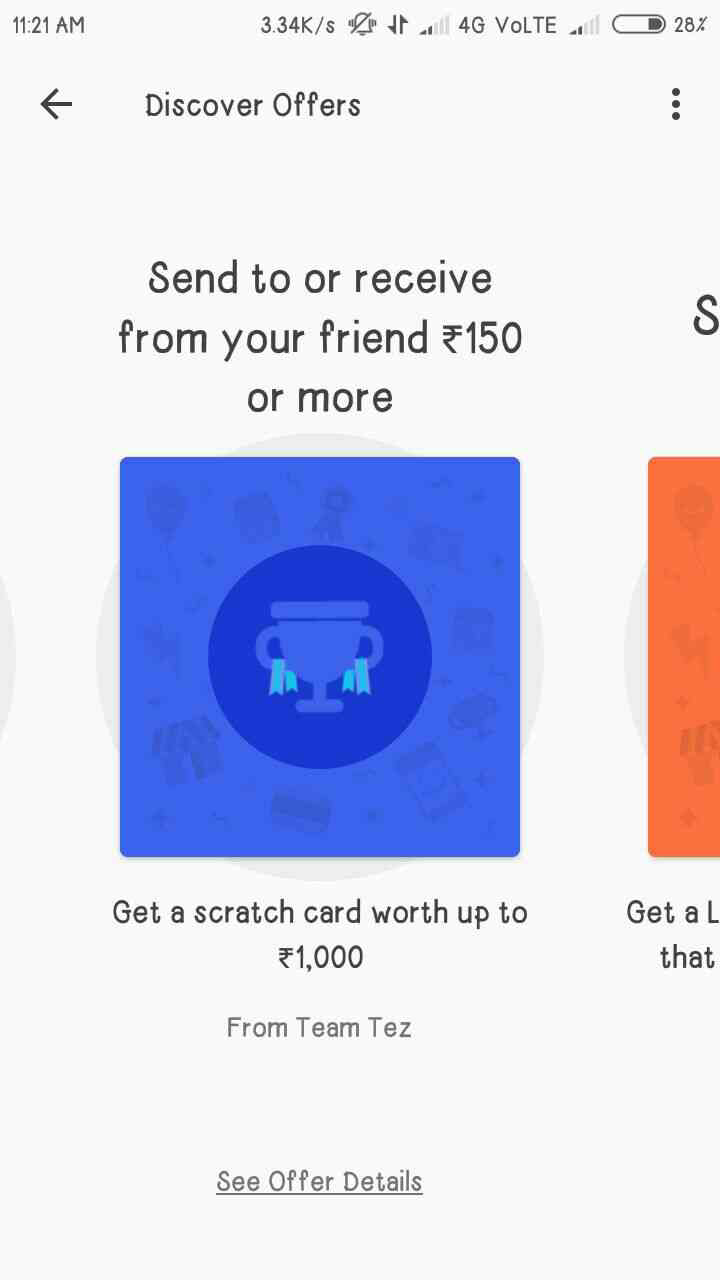 11:21 AM 3.34K/s 4G VoLTE 28%
Discover Offers
Send to or receive
from your friend ₹150
or more
S
Get a scratch card worth up to
₹1,000
Get a L
that
From Team Tez
See Offer Details